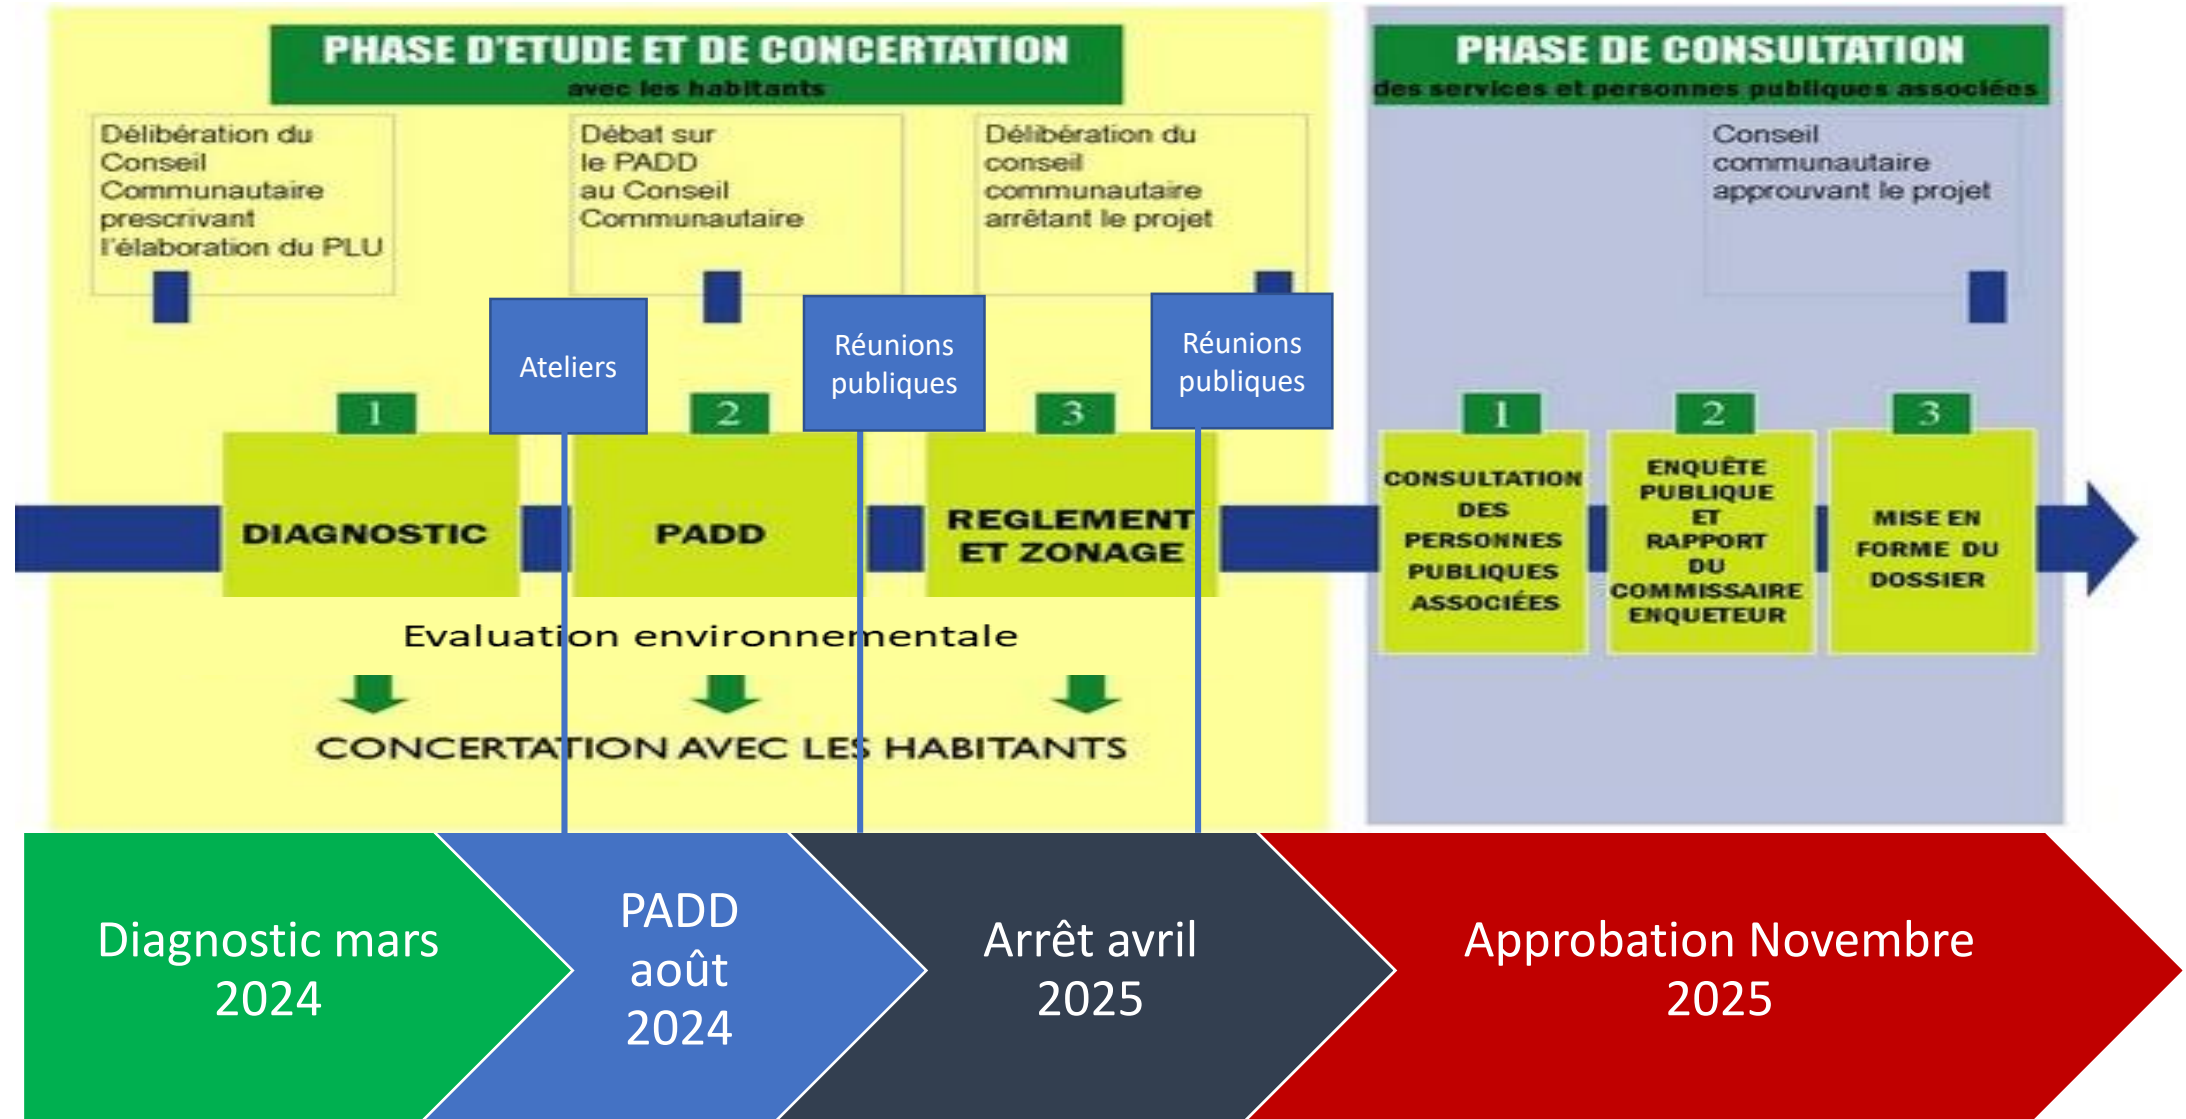 PHASE D'ETUDE ET DE CONCERTATION
avec les habitants
Délibération du
Conseil
Communautaire
prescrivant
l'élaboration du PLU
Débat sur
le PADD
au Conseil
Communautaire
Délibération du
conseil
communautaire
arrêtant le projet
Ateliers
Réunions
publiques
Réunions
publiques
1
DIAGNOSTIC
2
PADD
3
REGLEMENT
ET ZONAGE
Evaluation environnementale
CONCERTATION AVEC LES HABITANTS
PHASE DE CONSULTATION
des services et personnes publiques associées
Conseil
communautaire
approuvant le projet
1
CONSULTATION
DES
PERSONNES
PUBLIQUES
ASSOCIÉES
2
ENQUÊTE
PUBLIQUE
ET
RAPPORT
DU
COMMISSAIRE
ENQUETEUR
3
MISE EN
FORME DU
DOSSIER
Diagnostic mars
2024
PADD
août
2024
Arrêt avril
2025
Approbation Novembre
2025